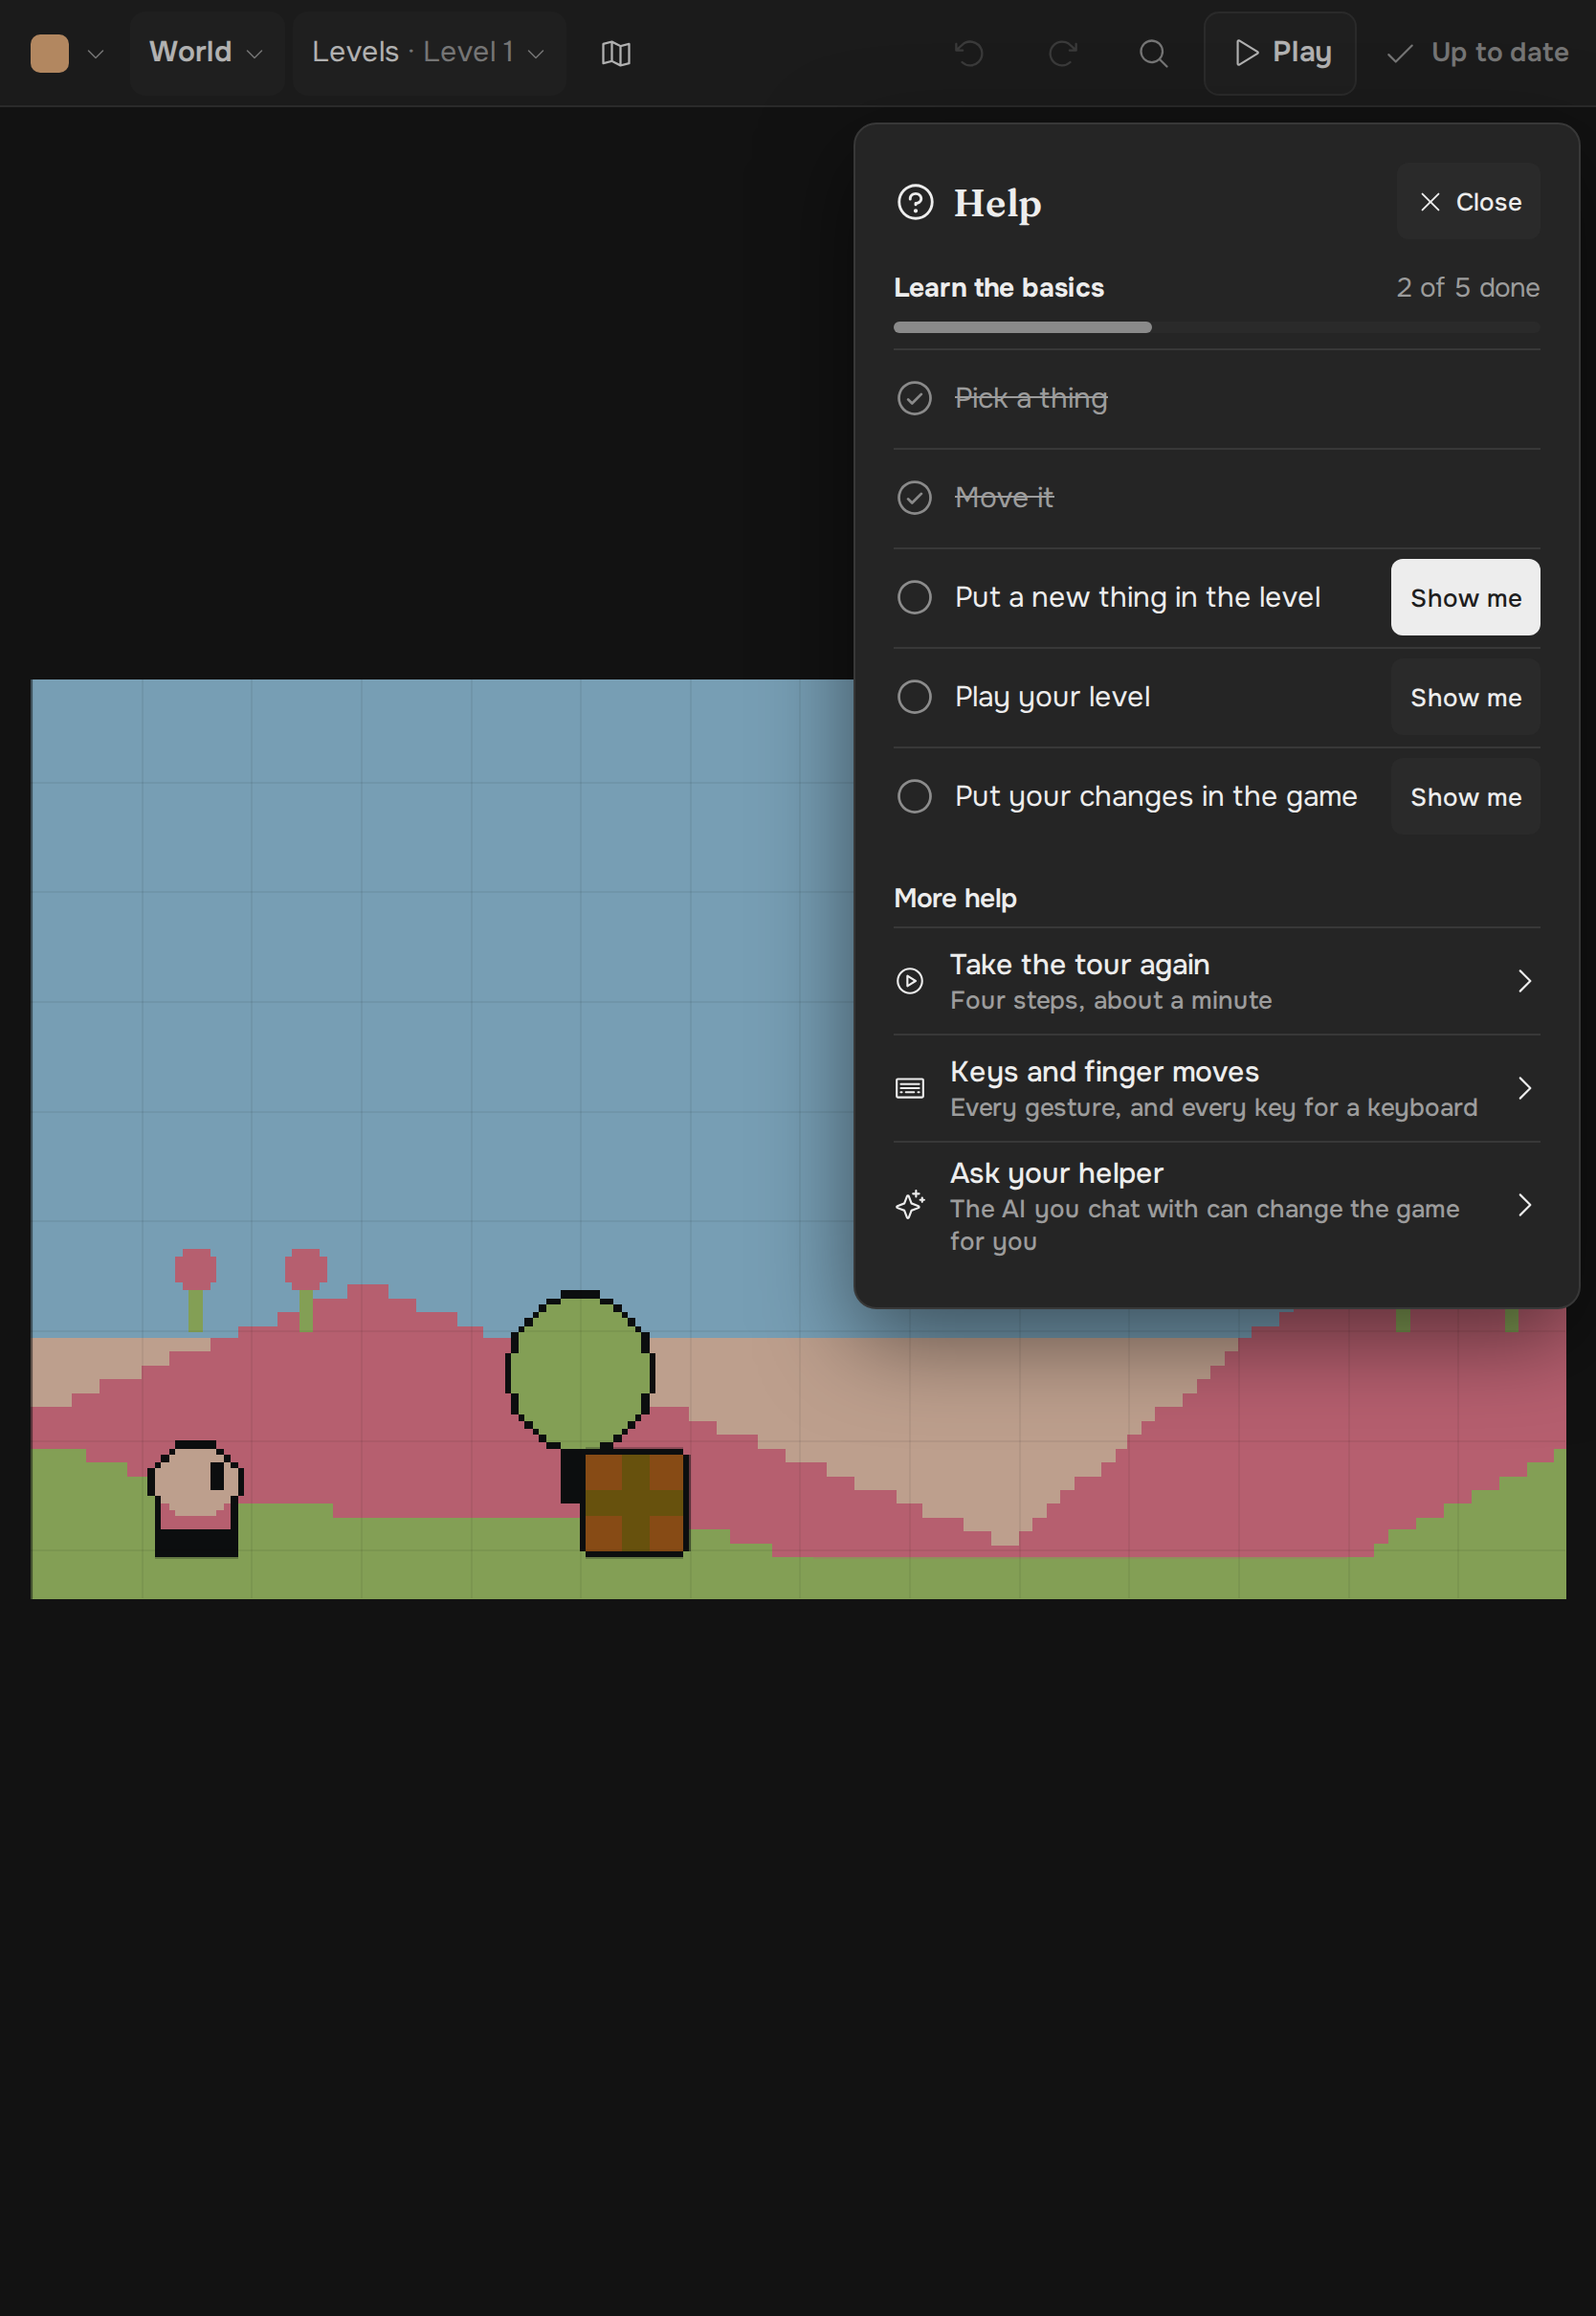 World
Levels · Level 1
Play
Up to date
Help
Close
Learn the basics
2 of 5 done
Pick a thing
Move it
Put a new thing in the level
Show me
Play your level
Show me
Put your changes in the game
Show me
More help
Take the tour again
Four steps, about a minute
Keys and finger moves
Every gesture, and every key for a keyboard
Ask your helper
The AI you chat with can change the game
for you